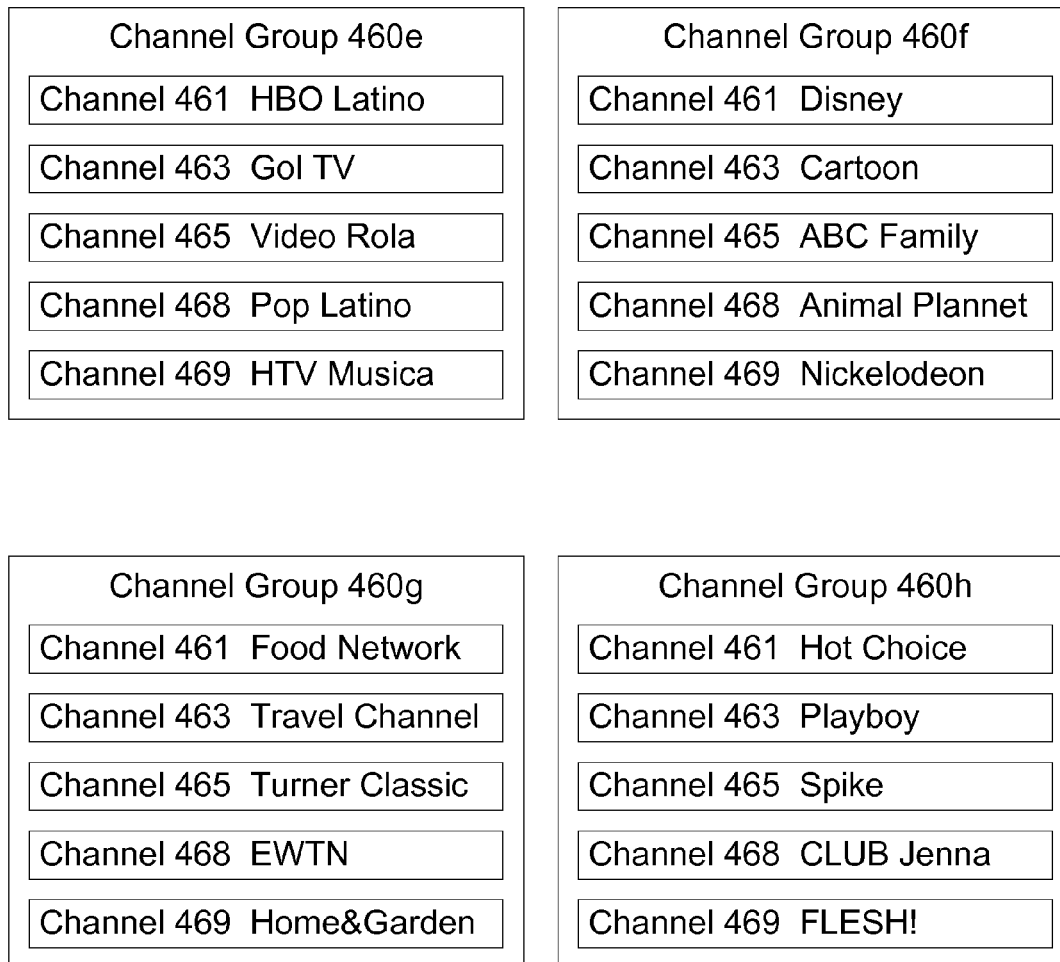 Channel Group 460e
Channel 461 HBO Latino
Channel 463 Gol TV
Channel 465 Video Rola
Channel 468 Pop Latino
Channel 469 HTV Musica
Channel Group 460f
Channel 461 Disney
Channel 463 Cartoon
Channel 465 ABC Family
Channel 468 Animal Plannet
Channel 469 Nickelodeon
Channel Group 460g
Channel 461 Food Network
Channel 463 Travel Channel
Channel 465 Turner Classic
Channel 468 EWTN
Channel 469 Home&Garden
Channel Group 460h
Channel 461 Hot Choice
Channel 463 Playboy
Channel 465 Spike
Channel 468 CLUB Jenna
Channel 469 FLESH!